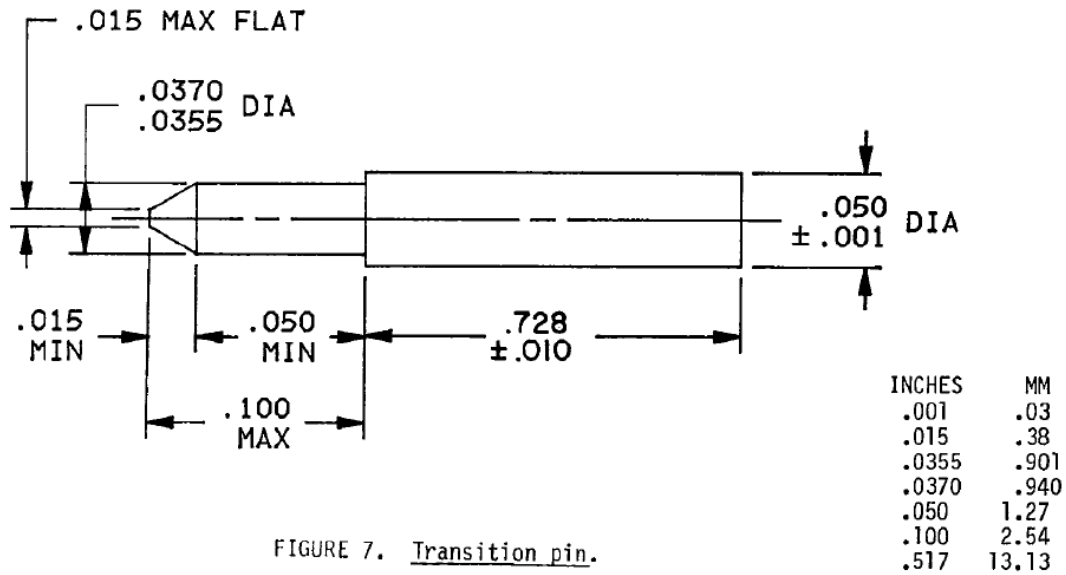 .015 MAX FLAT
.0370
.0355 DIA
.050
±.001 DIA
.015
MIN
.050
MIN
.728
±.010
.100
MAX
INCHES MM
.001 .03
.015 .38
.0355 .901
.0370 .940
.050 1.27
.100 2.54
.517 13.13
FIGURE 7. Transition pin.